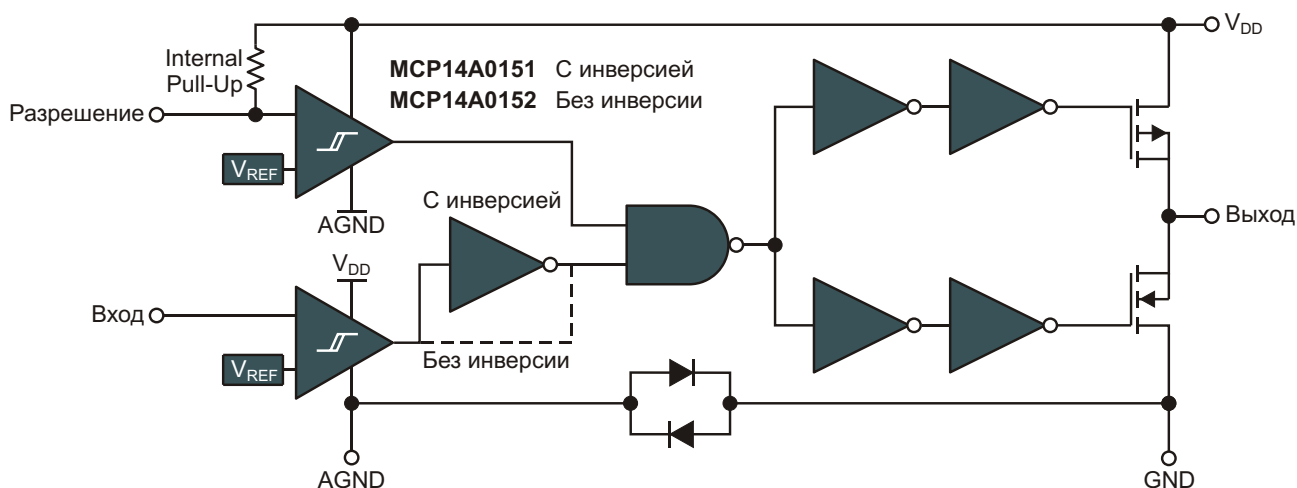 V_DD
Internal
Pull-Up
MCP14A0151 С инверсией
MCP14A0152 Без инверсии
Разрешение
V_REF
AGND
С инверсией
Выход
V_DD
Вход
Без инверсии
V_REF
AGND
GND